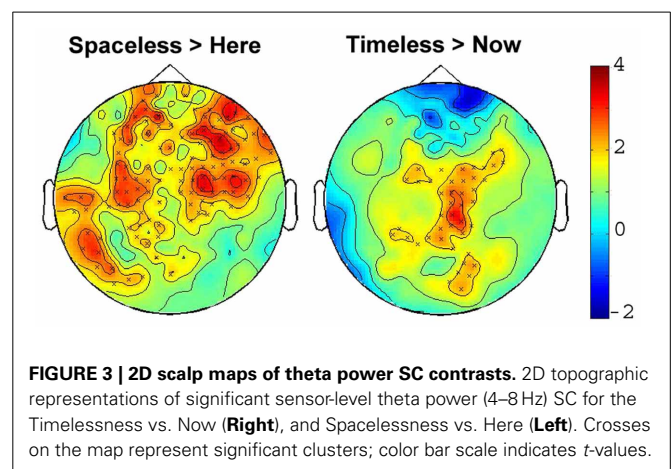 Spaceless > Here
Timeless > Now
4
2
0
-2
FIGURE 3 | 2D scalp maps of theta power SC contrasts. 2D topographic
representations of significant sensor-level theta power (4–8 Hz) SC for the
Timelessness vs. Now (Right), and Spacelessness vs. Here (Left). Crosses
on the map represent significant clusters; color bar scale indicates t-values.